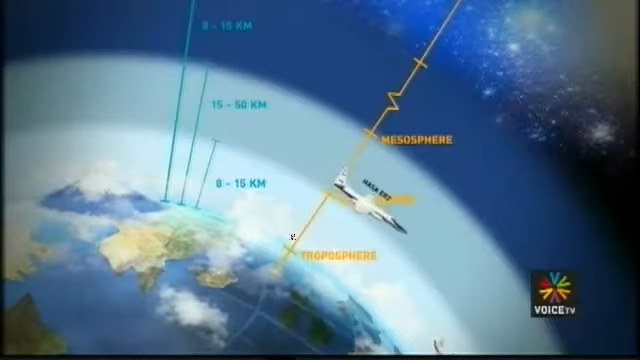 8 - 15 KM
15 - 50 KM
MESOSPHERE
8 - 15 KM
NASA ER2
TROPOSPHERE
VOICE TV